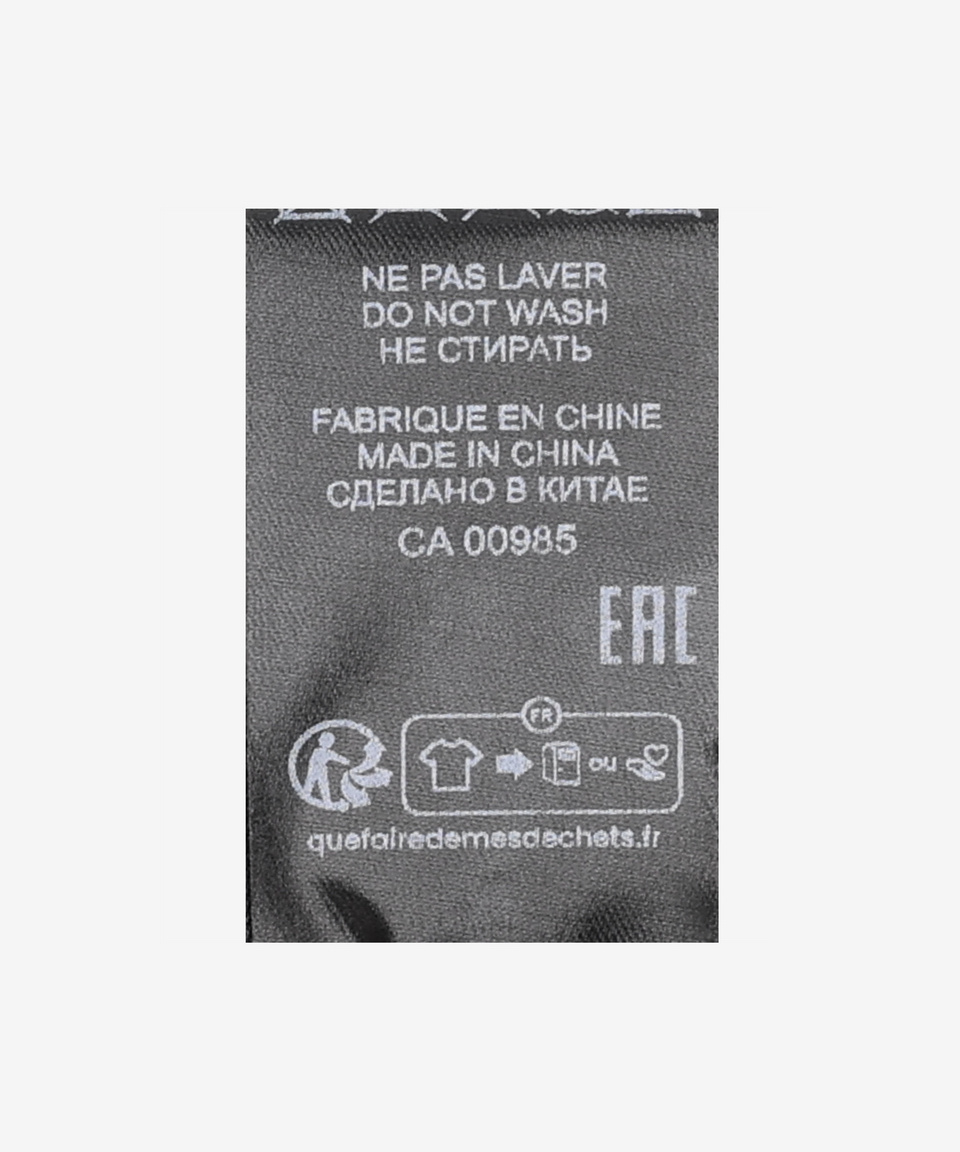 NE PAS LAVER
DO NOT WASH
НЕ СТИРАТЬ
FABRIQUE EN CHINE
MADE IN CHINA
СДЕЛАНО В КИТАЕ
CA 00985
EAC
FR
ou
quefairedemesdechets.fr